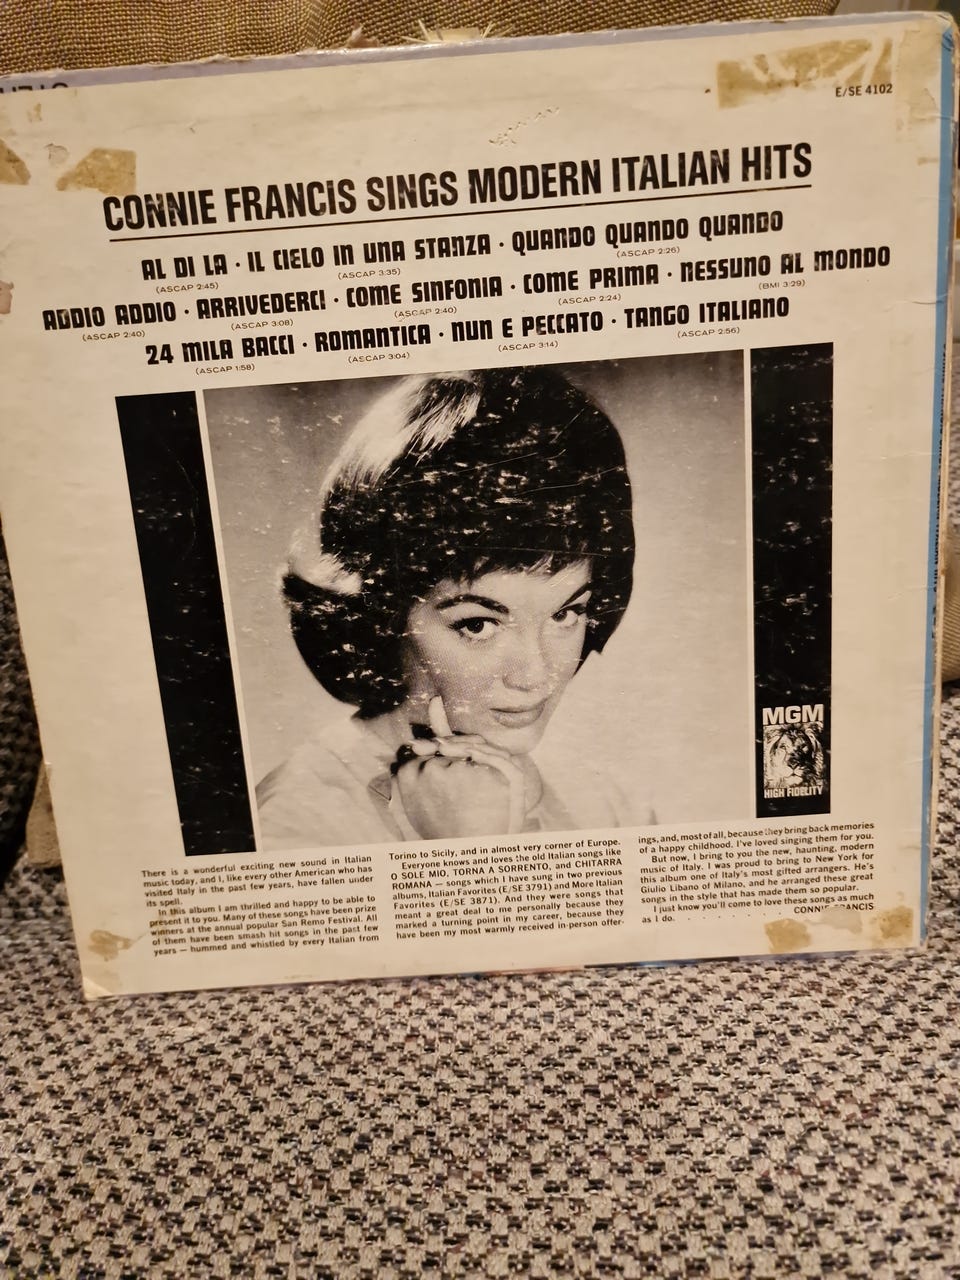 E/SE 4102
CONNIE FRANCIS SINGS MODERN ITALIAN HITS
AL DI LA · IL CIELO IN UNA STANZA · QUANDO QUANDO QUANDO
(ASCAP 2:45) (ASCAP 3:35) (ASCAP 2:26)
ADDIO ADDIO · ARRIVEDERCI · COME SINFONIA · COME PRIMA · NESSUNO AL MONDO
(ASCAP 2:40) (ASCAP 3:08) (ASCAP 2:40) (ASCAP 2:24) (BMI 3:29)
24 MILA BACCI · ROMANTICA · NUN E PECCATO · TANGO ITALIANO
(ASCAP 1:58) (ASCAP 3:04) (ASCAP 3:14) (ASCAP 2:56)
MGM
HIGH FIDELITY
There is a wonderful exciting new sound in Italian
music today, and I, like every other American who has
visited Italy in the past few years, have fallen under
its spell.
In this album I am thrilled and happy to be able to
present it to you. Many of these songs have been prize
winners at the annual popular San Remo Festival. All
of them have been smash hit songs in the past few
years — hummed and whistled by every Italian from
Torino to Sicily, and in almost very corner of Europe.
Everyone knows and loves the old Italian songs like
O SOLE MIO, TORNA A SORRENTO, and CHITARRA
ROMANA — songs which I have sung in two previous
albums, Italian Favorites (E/SE 3791) and More Italian
Favorites (E/SE 3871). And they were songs that
meant a great deal to me personally because they
marked a turning point in my career, because they
have been my most warmly received in-person offer-
ings, and, most of all, because they bring back memories
of a happy childhood. I've loved singing them for you.
But now, I bring to you the new, haunting, modern
music of Italy. I was proud to bring to New York for
this album one of Italy's most gifted arrangers. He's
Giulio Libano of Milano, and he arranged these great
songs in the style that has made them so popular.
I just know you'll come to love these songs as much
as I do. . . . . . . . . . CONNIE FRANCIS